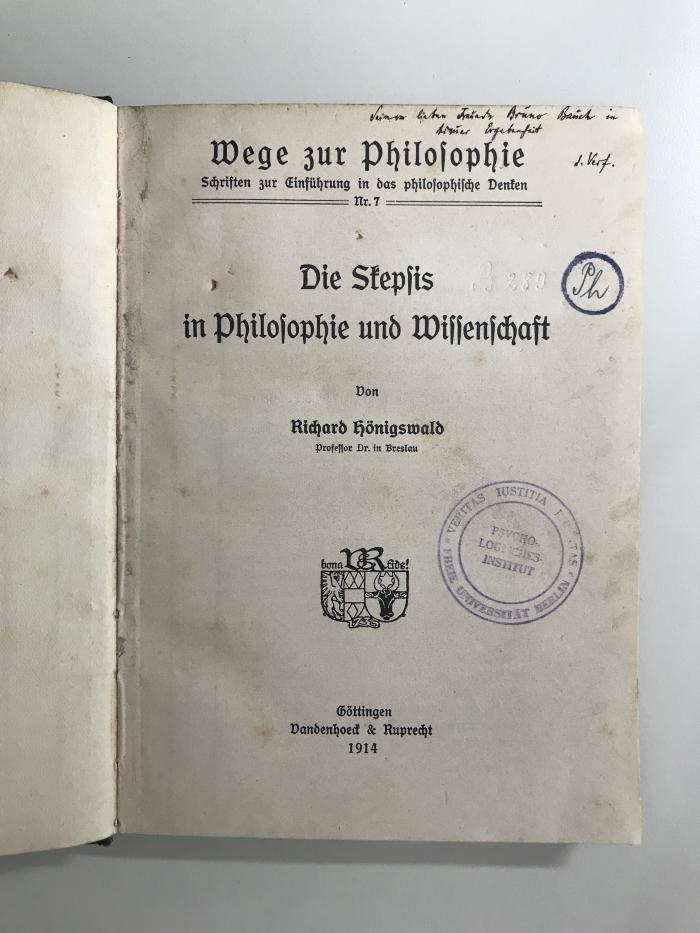 Seinem lieben Freunde Bruno Bauch in
treuer Ergebenheit
d. Verf.
Wege zur Philosophie
Schriften zur Einführung in das philosophische Denken
Nr. 7
Die Skepsis
in Philosophie und Wissenschaft
Ph
Von
Richard Hönigswald
Professor Dr. in Breslau
VERITAS IUSTITIA LIBERTAS
PSYCHO-
LOGISCHES-
INSTITUT
FREIE UNIVERSITÄT BERLIN
bona VR fide!
1735
Göttingen
Vandenhoeck & Ruprecht
1914